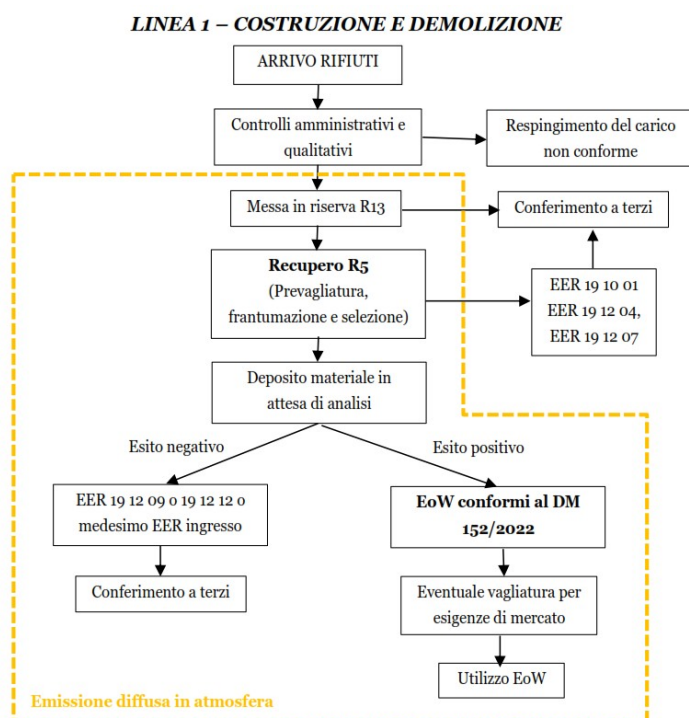 LINEA 1 – COSTRUZIONE E DEMOLIZIONE
ARRIVO RIFIUTI
Controlli amministrativi e
qualitativi
Respingimento del carico
non conforme
Messa in riserva R13
Conferimento a terzi
Recupero R5
(Prevagliatura,
frantumazione e selezione)
EER 19 10 01
EER 19 12 04,
EER 19 12 07
Deposito materiale in
attesa di analisi
Esito negativo
Esito positivo
EER 19 12 09 o 19 12 12 o
medesimo EER ingresso
EoW conformi al DM
152/2022
Conferimento a terzi
Eventuale vagliatura per
esigenze di mercato
Utilizzo EoW
Emissione diffusa in atmosfera